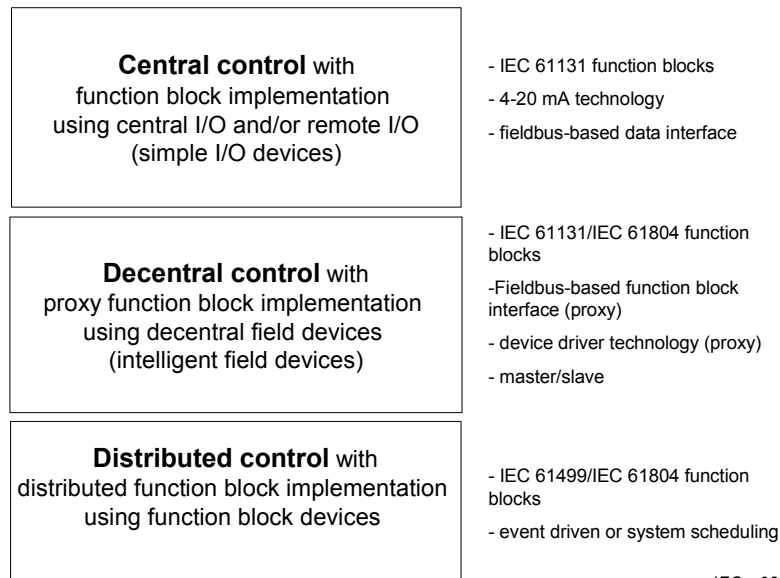 Central control with
function block implementation
using central I/O and/or remote I/O
(simple I/O devices)
- IEC 61131 function blocks
- 4-20 mA technology
- fieldbus-based data interface
Decentral control with
proxy function block implementation
using decentral field devices
(intelligent field devices)
- IEC 61131/IEC 61804 function
blocks
-Fieldbus-based function block
interface (proxy)
- device driver technology (proxy)
- master/slave
Distributed control with
distributed function block implementation
using function block devices
- IEC 61499/IEC 61804 function
blocks
- event driven or system scheduling